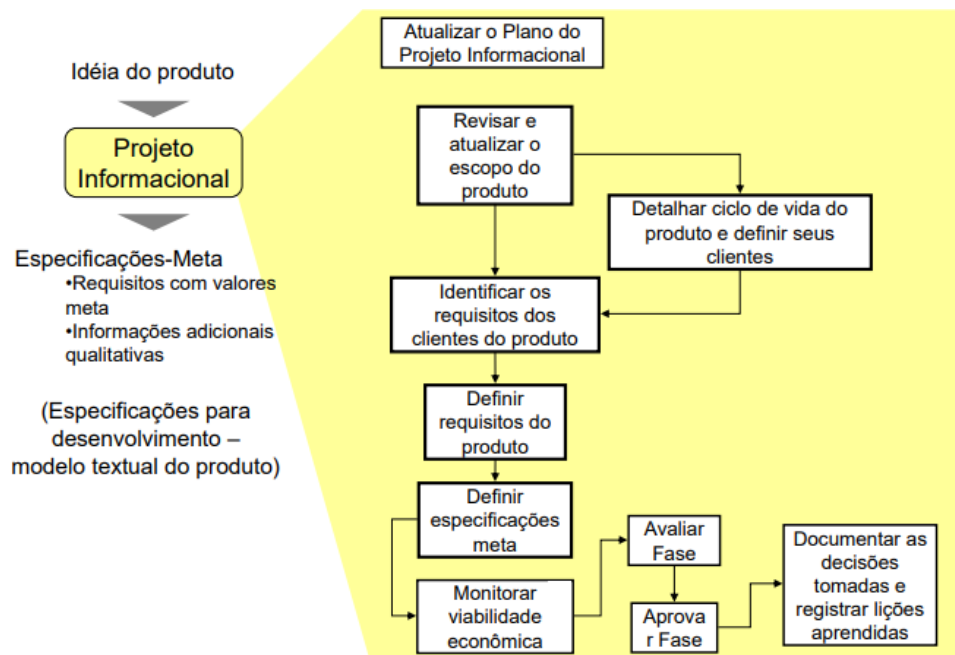 Idéia do produto
Projeto
Informacional
Especificações-Meta
•Requisitos com valores
meta
•Informações adicionais
qualitativas
(Especificações para
desenvolvimento –
modelo textual do produto)
Atualizar o Plano do
Projeto Informacional
Revisar e
atualizar o
escopo do
produto
Detalhar ciclo de vida do
produto e definir seus
clientes
Identificar os
requisitos dos
clientes do produto
Definir
requisitos do
produto
Definir
especificações
meta
Monitorar
viabilidade
econômica
Avaliar
Fase
Aprova
r Fase
Documentar as
decisões
tomadas e
registrar lições
aprendidas